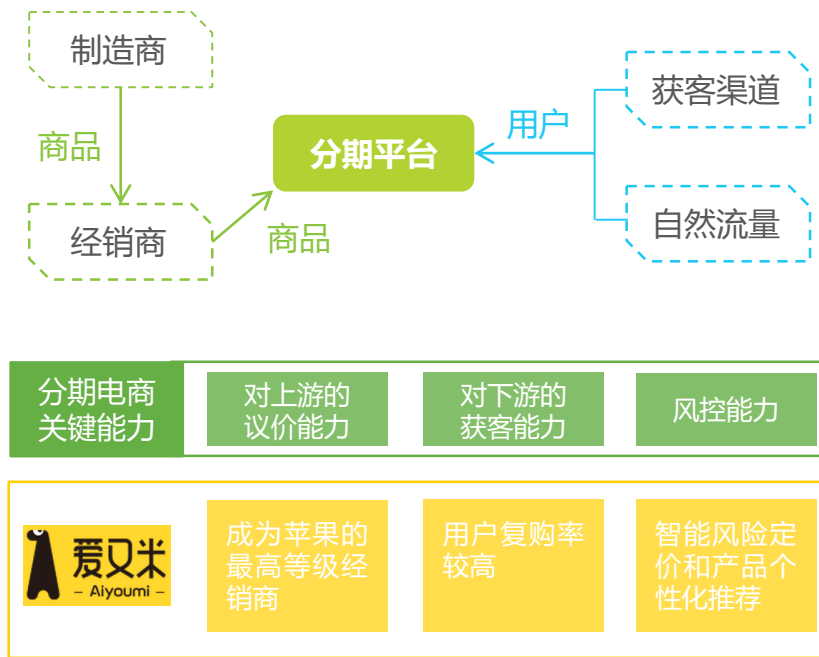 制造商
获客渠道
用户
分期平台
商品
自然流量
经销商
商品
分期电商
关键能力
对上游的
议价能力
对下游的
获客能力
风控能力
爱又米
– Aiyoumi –
成为苹果的
最高等级经
销商
用户复购率
较高
智能风险定
价和产品个
性化推荐